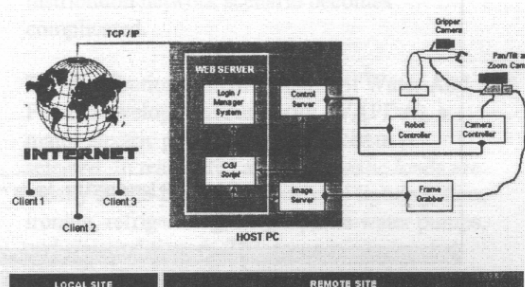 TCP / IP
Gripper
Camera
Pan/Tilt a
Zoom Cam
WEB SERVER
Login /
Manager
System
Control
Server
Robot
Controller
Camera
Controller
INTERNET
CGI
Script
Client 1
Client 3
Client 2
Image
Server
Frame
Grabber
HOST PC
LOCAL SITE
REMOTE SITE